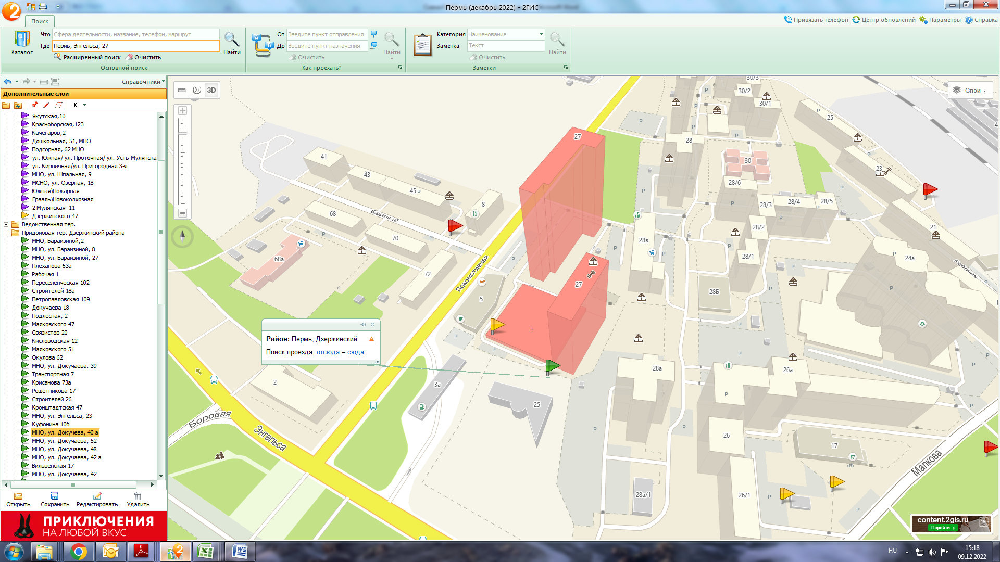 Пермь (декабрь 2022) - 2ГИС
Поиск
Привязать телефон
Центр обновлений
Параметры
Справка
Каталог
Что
Сфера деятельности, название, телефон, маршрут
Где
Пермь, Энгельса, 27
Расширенный поиск
Очистить
Найти
Основной поиск
От
Введите пункт отправления
До
Введите пункт назначения
Очистить
Найти
Как проехать?
Категория
Наименование
Заметка
Текст
Очистить
Найти
Заметки
Справочники
Дополнительные слои
Якутская,10
Красноборская,123
Качегаров,2
Дошкольная, 51, МНО
Подгорная, 62 МНО
ул. Южная/ ул. Проточная/ ул. Усть-Мулянска
ул. Кирпичная/ул. Пригородная 3-я
МНО, ул. Шпальная, 9
МСНО, ул. Озерная, 18
Южная\Пожарная
Грааль\Новоколхозная
2 Мулянская 11
Дзержинского 47
Ведомственная тер.
Придомовая тер. Дзержинский района
МНО, Барамзиной,2
МНО, ул. Барамзиной, 8
МНО, ул. Барамзиной, 27
Плеханова 63а
Рабочая 1
Переселенческая 102
Строителей 18а
Петропавловская 109
Докучаева 18
Подлесная, 2
Маяковского 47
Связистов 20
Кисловодская 12
Маяковского 51
Окулова 62
МНО, ул. Докучаева. 39
Транспортная 7
Крисанова 73а
Решетникова 17
Строителей 26
Кронштадтская 47
МНО, ул. Энгельса, 23
Куфонина 10б
МНО, ул. Докучева, 40 а
МНО, ул. Докучаева, 52
МНО, ул. Докучаева, 48
МНО, ул. Докучаева, 42 а
Вильвенская 17
МНО, ул. Докучаева, 42
Открыть
Сохранить
Редактировать
Удалить
ПРИКЛЮЧЕНИЯ
НА ЛЮБОЙ ВКУС
3D
Слои
30/3
30/2
30/1
25
28
27
41
43
45
P
8
68
70
72
68а
Барамзиной
Локомотивная
5
27
P
28в
28Б
30
28/6
28/3
28/4
28/5
28/2
28/1
23
21
24а
Рабочая
Район: Пермь, Дзержинский
Поиск проезда: отсюда – сюда
2
3а
25
28а
26а
26
17
28а/1
26/1
Боровая
Энгельса
Малкова
content.2gis.ru
Перейти →
18+
RU
15:18
09.12.2022